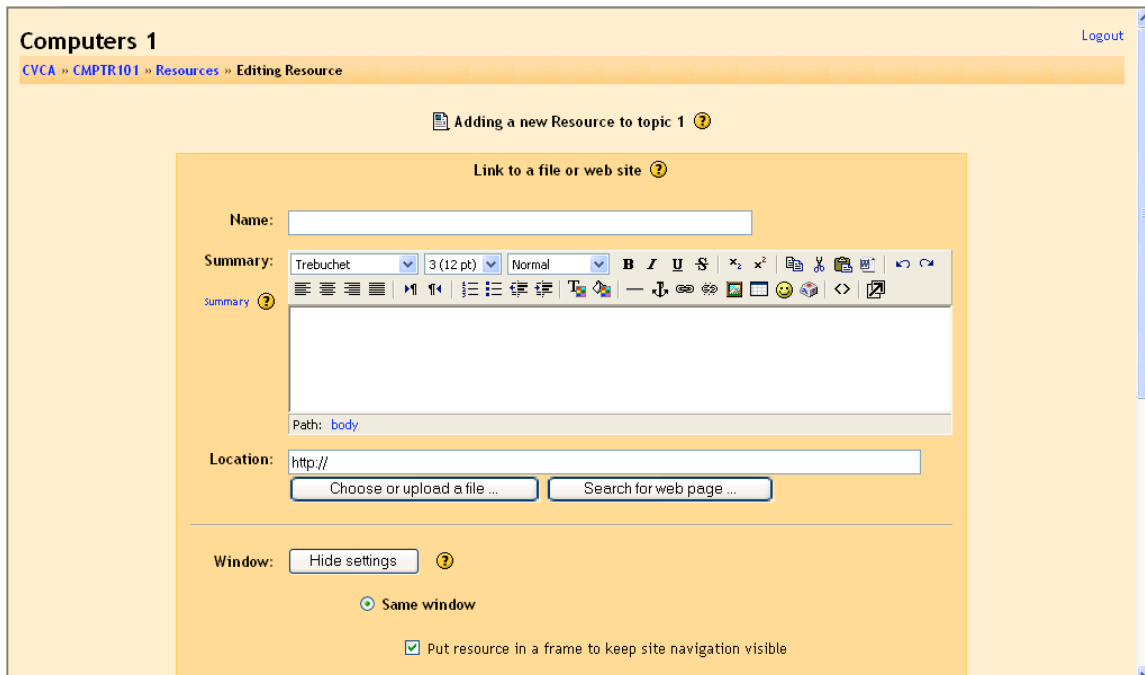 Computers 1
Logout
CVCA » CMPTR101 » Resources » Editing Resource
Adding a new Resource to topic 1 ?
Link to a file or web site ?
Name:
Summary:
Trebuchet 3 (12 pt) Normal B I U S x₂ x²
Summary ?
Path: body
Location: http://
Choose or upload a file ... Search for web page ...
Window: Hide settings ?
Same window
Put resource in a frame to keep site navigation visible